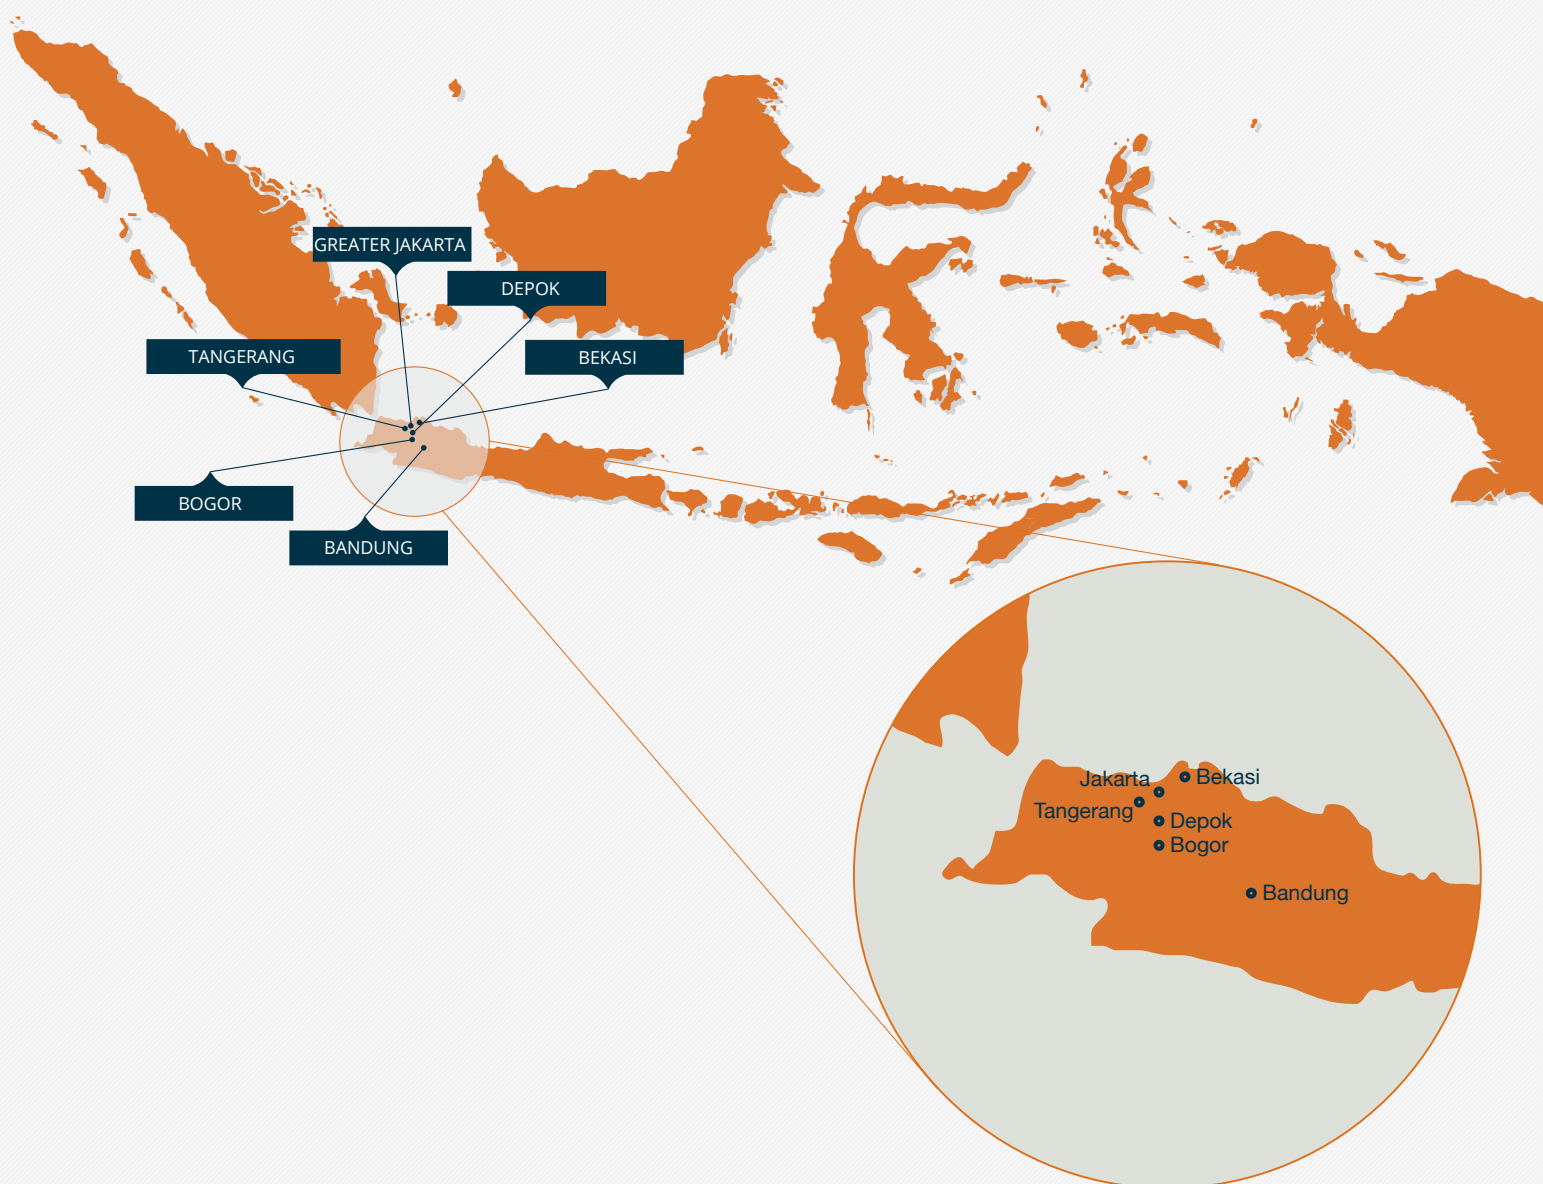 GREATER JAKARTA
DEPOK
TANGERANG
BEKASI
BOGOR
BANDUNG
Jakarta
Bekasi
Tangerang
Depok
Bogor
Bandung